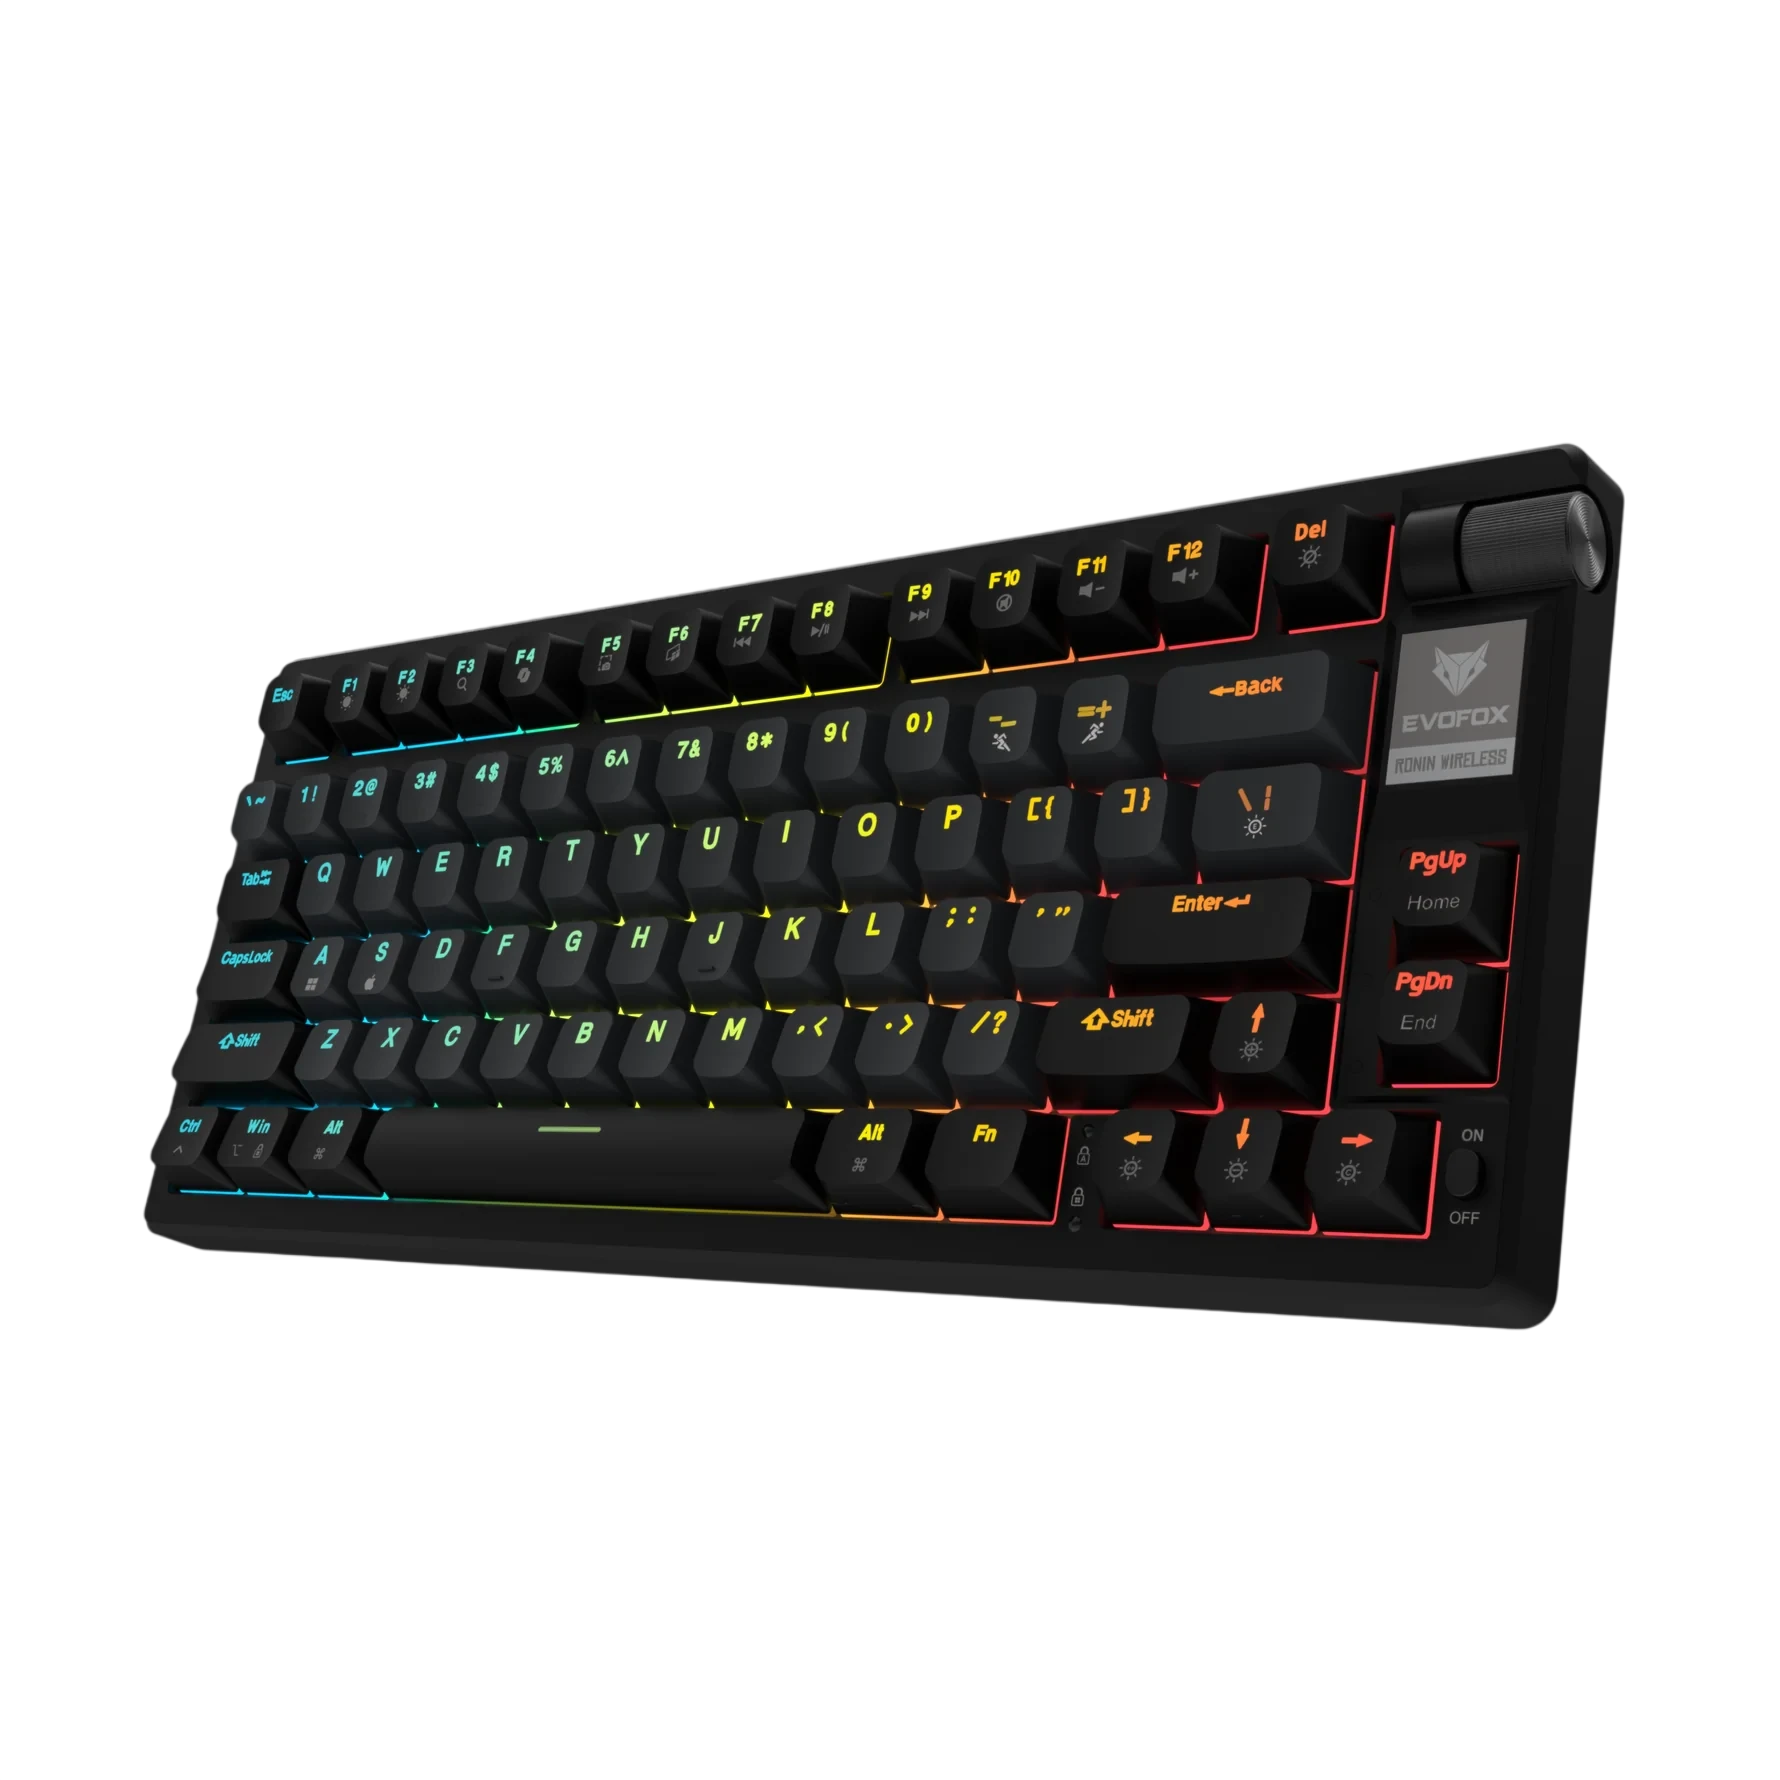 Esc F1 F2 F3 F4 F5 F6 F7 F8 F9 F10 F11 F12 Del
`~ 1! 2@ 3# 4$ 5% 6^ 7& 8* 9( 0) -_ =+ ←Back
Tab Q W E R T Y U I O P [{ ]} \| PgUp
Home
CapsLock A S D F G H J K L ;: '" Enter PgDn
End
Shift Z X C V B N M ,< .> /? Shift ↑
Ctrl Win Alt Alt Fn ← ↓ →
EVOFOX
RONIN WIRELESS
ON
OFF